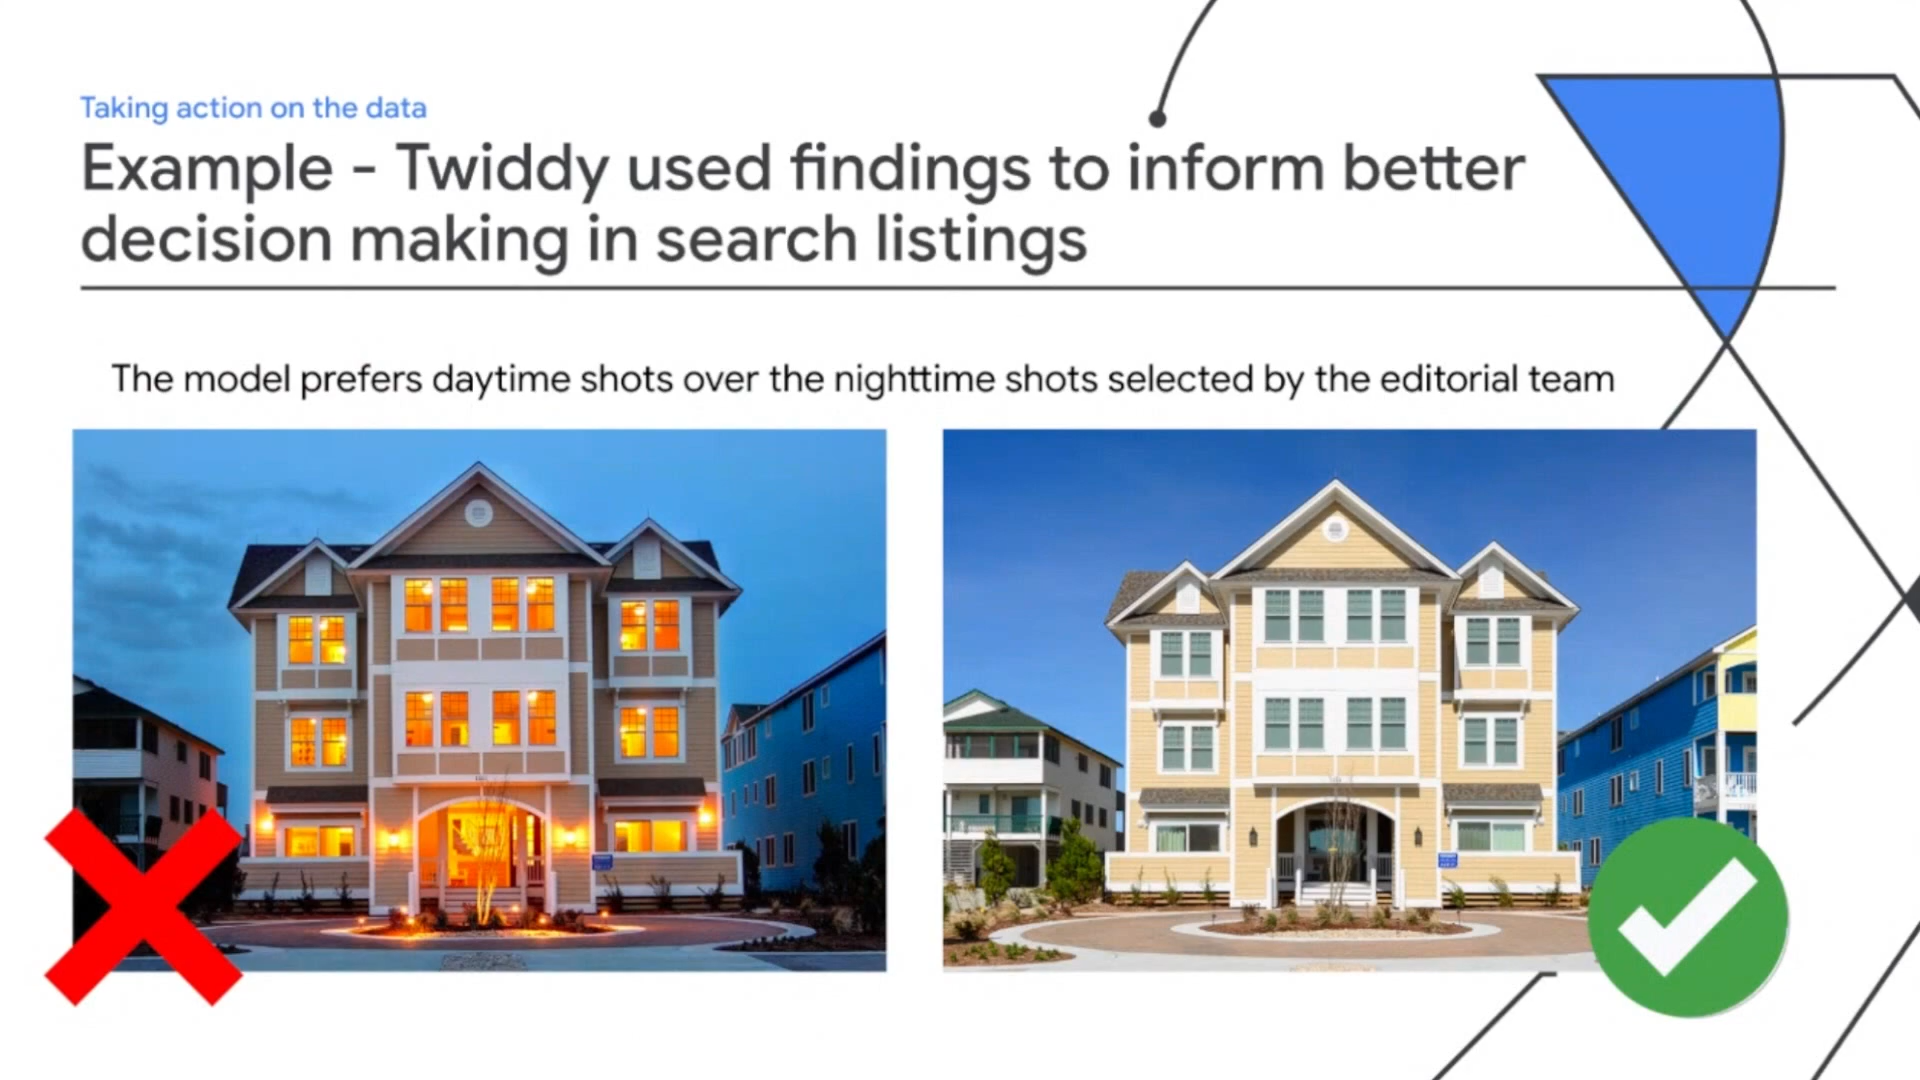 Taking action on the data
Example - Twiddy used findings to inform better
decision making in search listings
The model prefers daytime shots over the nighttime shots selected by the editorial team